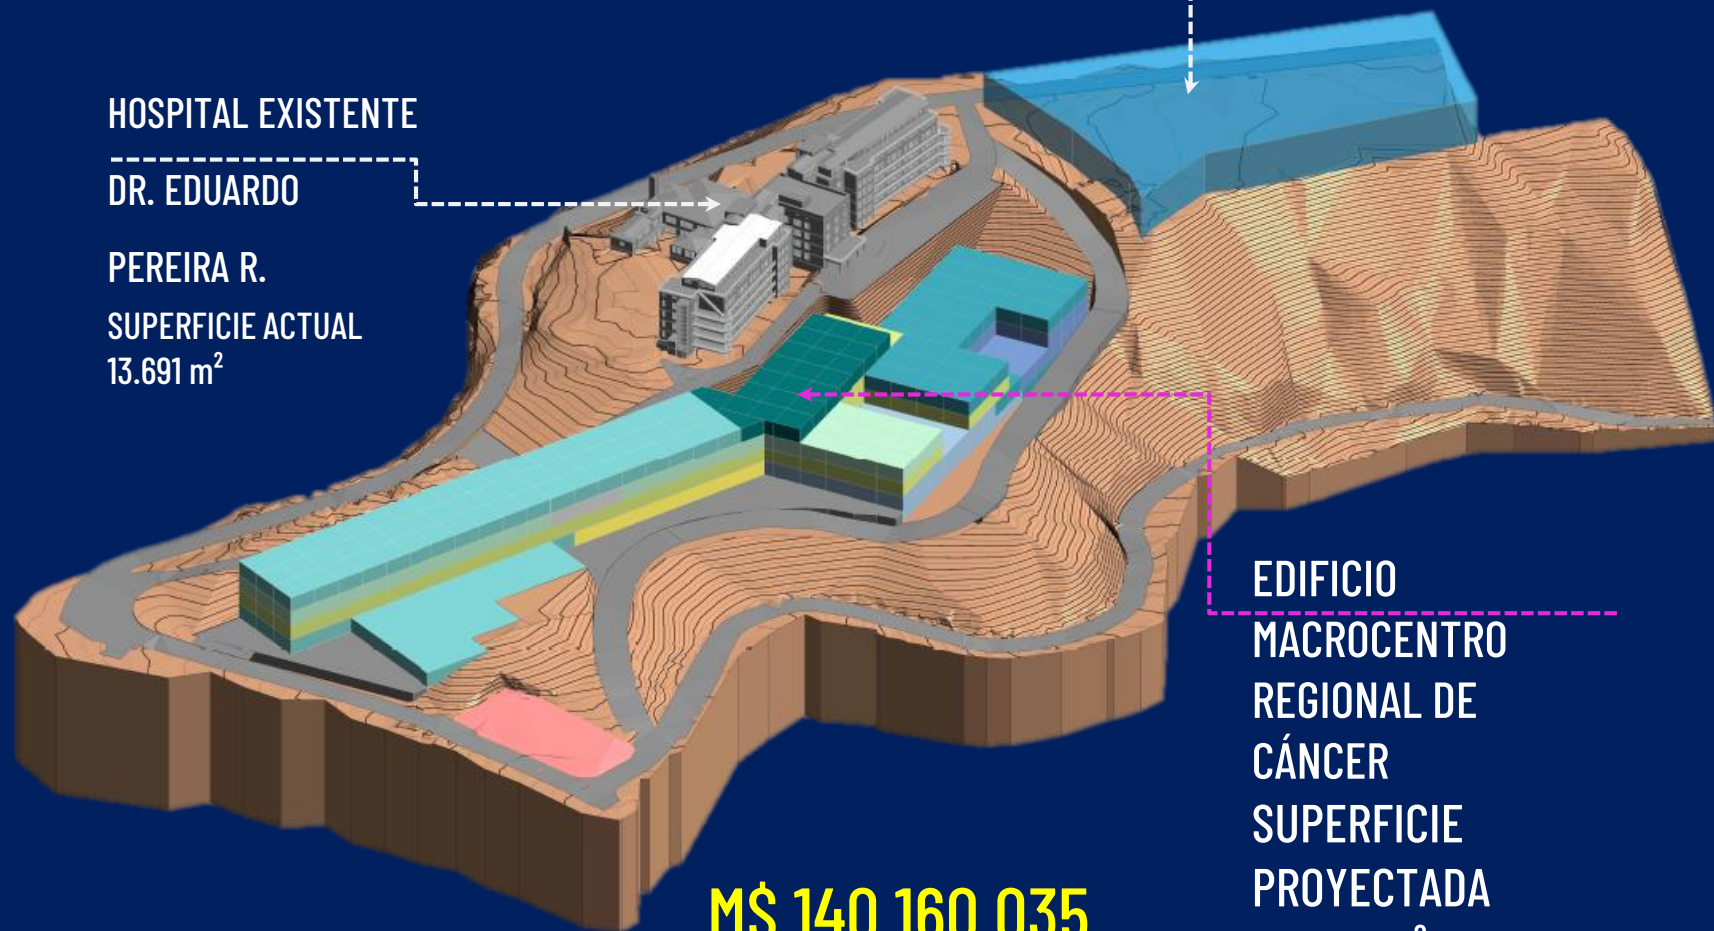 HOSPITAL EXISTENTE
DR. EDUARDO
PEREIRA R.
SUPERFICIE ACTUAL
13.691 m²
EDIFICIO
MACROCENTRO
REGIONAL DE
CÁNCER
SUPERFICIE
PROYECTADA
M$ 140.160.035